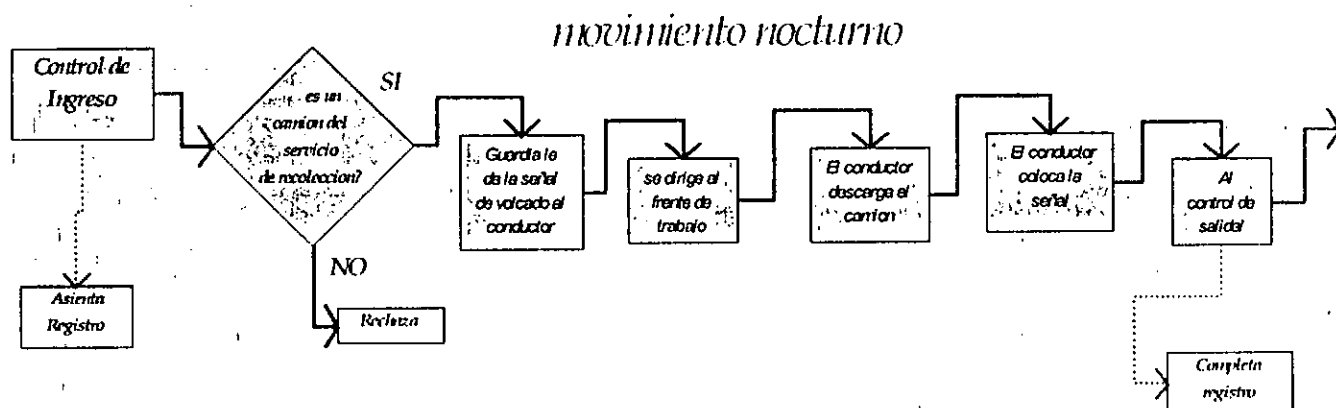 movimiento nocturno
Control de
Ingreso
es un
camion del
servicio
de recoleccion?
SI
NO
Guardia le
da la señal
de volcado al
conductor
se dirige al
frente de
trabajo
El conductor
descarga el
camion
El conductor
coloca la
señal
Al
control de
salidal
Asienta
Registro
Rechaza
Completa
registro